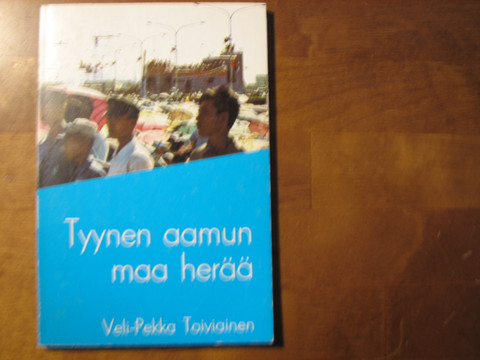 Tyynen aamun
maa herää
Veli-Pekka Toiviainen